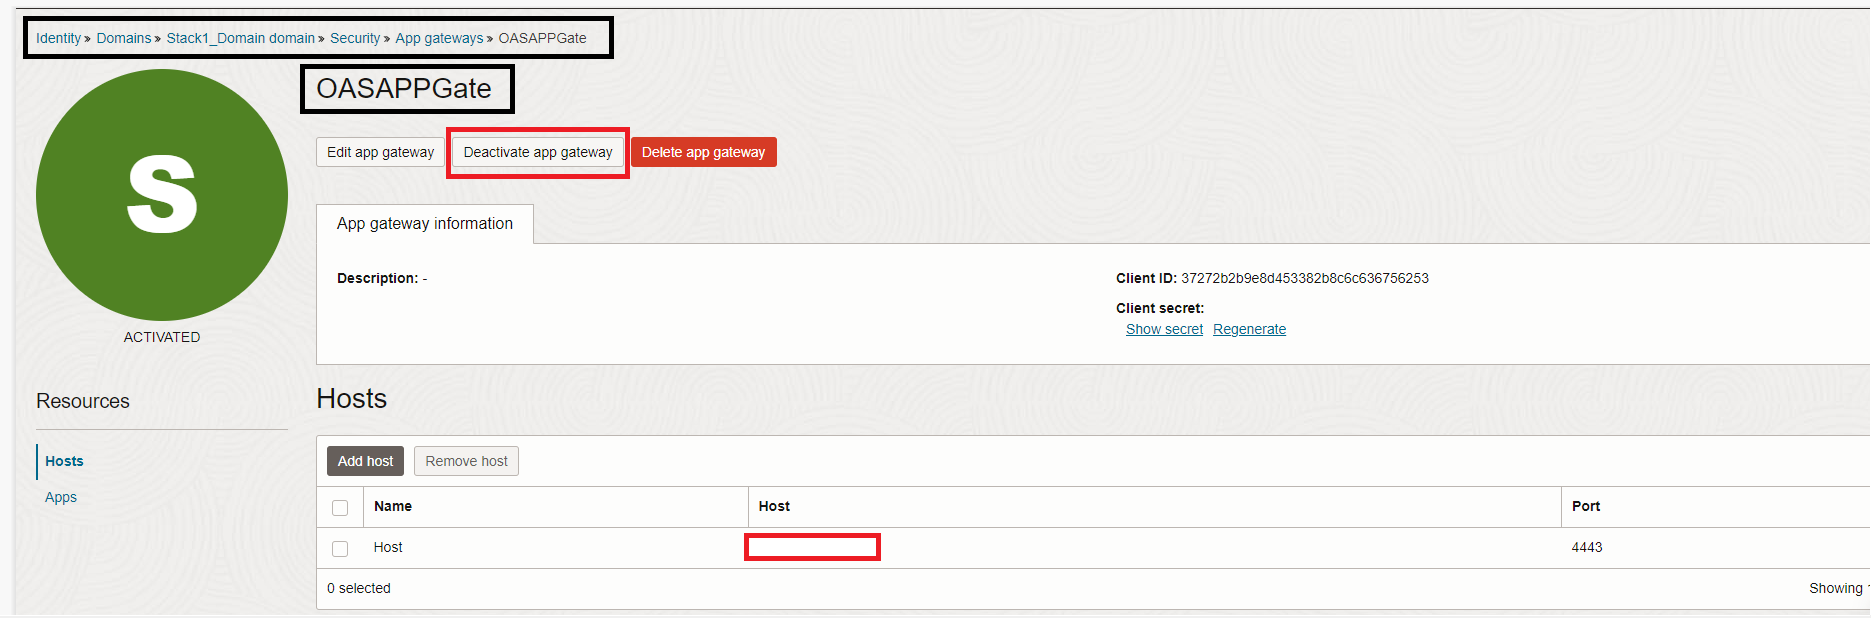 Identity » Domains » Stack1_Domain domain » Security » App gateways » OASAPPGate
S
ACTIVATED
OASAPPGate
Edit app gateway
Deactivate app gateway
Delete app gateway
App gateway information
Description: -
Client ID: 37272b2b9e8d453382b8c6c636756253
Client secret:
Show secret Regenerate
Resources
Hosts
Apps
Hosts
Add host
Remove host
Name Host Port
Host 4443
0 selected
Showing